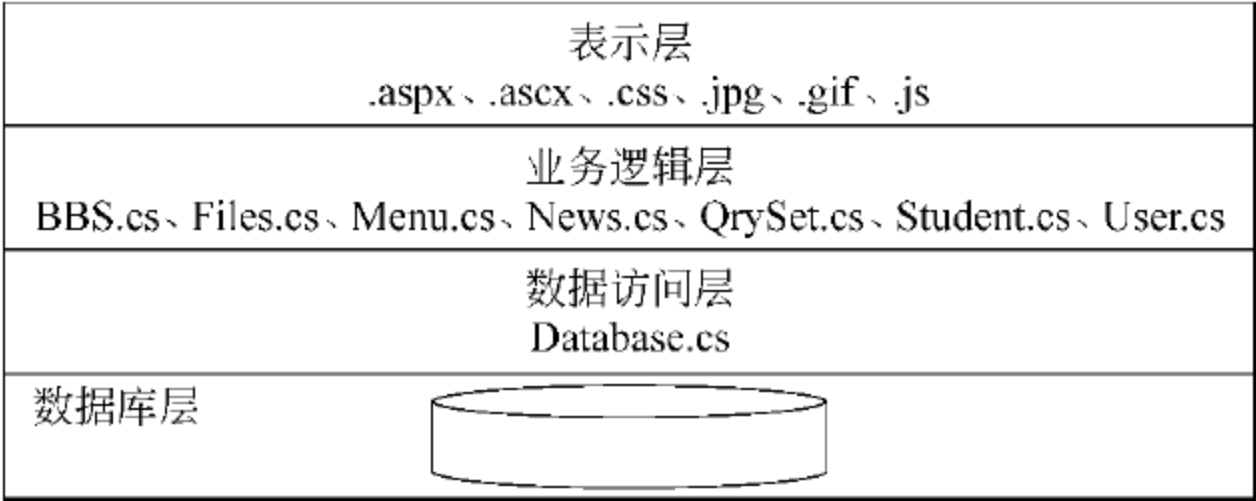 表示层
.aspx、.ascx、.css、.jpg、.gif、.js
业务逻辑层
BBS.cs、Files.cs、Menu.cs、News.cs、QrySet.cs、Student.cs、User.cs
数据访问层
Database.cs
数据库层